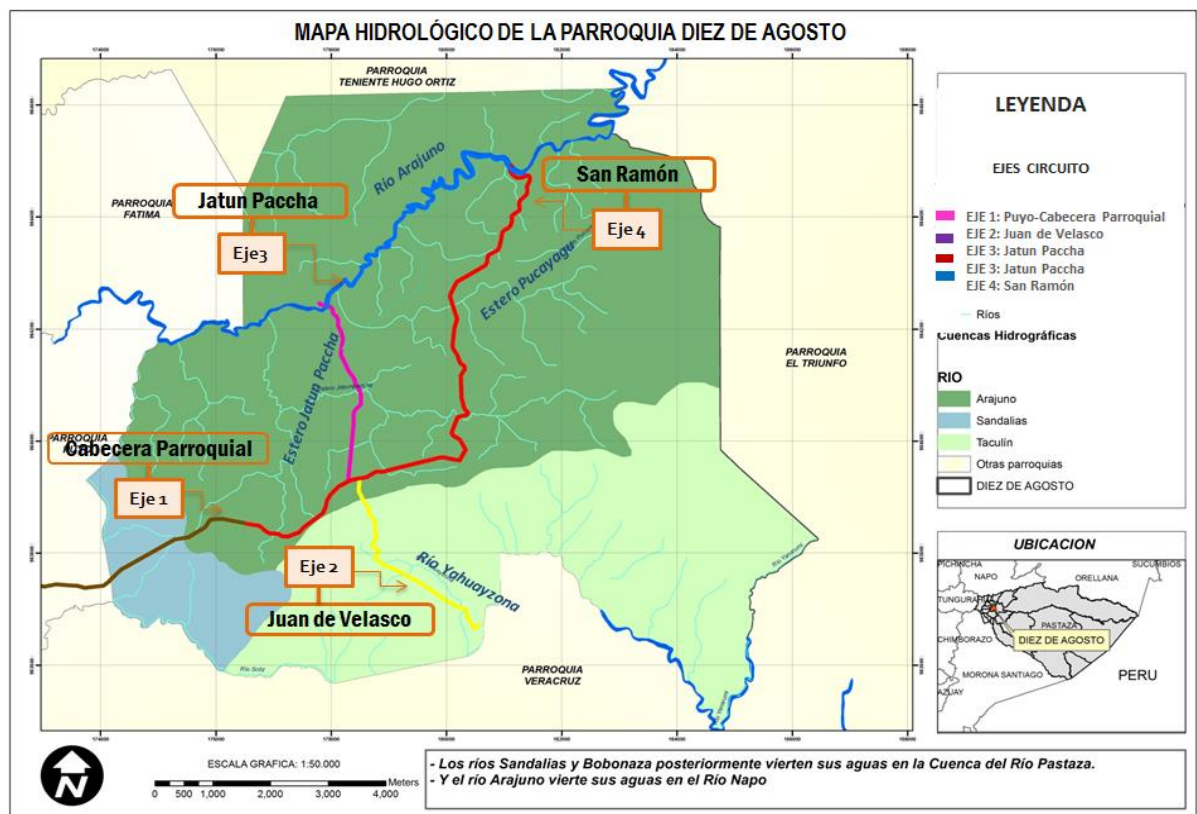 MAPA HIDROLÓGICO DE LA PARROQUIA DIEZ DE AGOSTO
PARROQUIA
TENIENTE HUGO ORTIZ
PARROQUIA
FATIMA
Río Arajuno
Jatun Paccha
Eje3
San Ramón
Eje 4
Estero Pucayagu
Estero Jatun Paccha
PARROQUIA
EL TRIUNFO
PARROQUIA
Cabecera Parroquial
Eje 1
Eje 2
Río Yahuayzona
Juan de Velasco
PARROQUIA
VERACRUZ
LEYENDA
EJES CIRCUITO
EJE 1: Puyo-Cabecera Parroquial
EJE 2: Juan de Velasco
EJE 3: Jatun Paccha
EJE 3: Jatun Paccha
EJE 4: San Ramón
Ríos
Cuencas Hidrográficas
RIO
Arajuno
Sandalias
Taculín
Otras parroquias
DIEZ DE AGOSTO
UBICACION
PICHINCHA
NAPO
SUCUMBIOS
ORELLANA
TUNGURAHUA
PASTAZA
DIEZ DE AGOSTO
CHIMBORAZO
MORONA SANTIAGO
PERU
AZUAY
N
ESCALA GRAFICA: 1:50.000
Meters
0 500 1,000 2,000 3,000 4,000
- Los ríos Sandalias y Bobonaza posteriormente vierten sus aguas en la Cuenca del Río Pastaza.
- Y el río Arajuno vierte sus aguas en el Río Napo